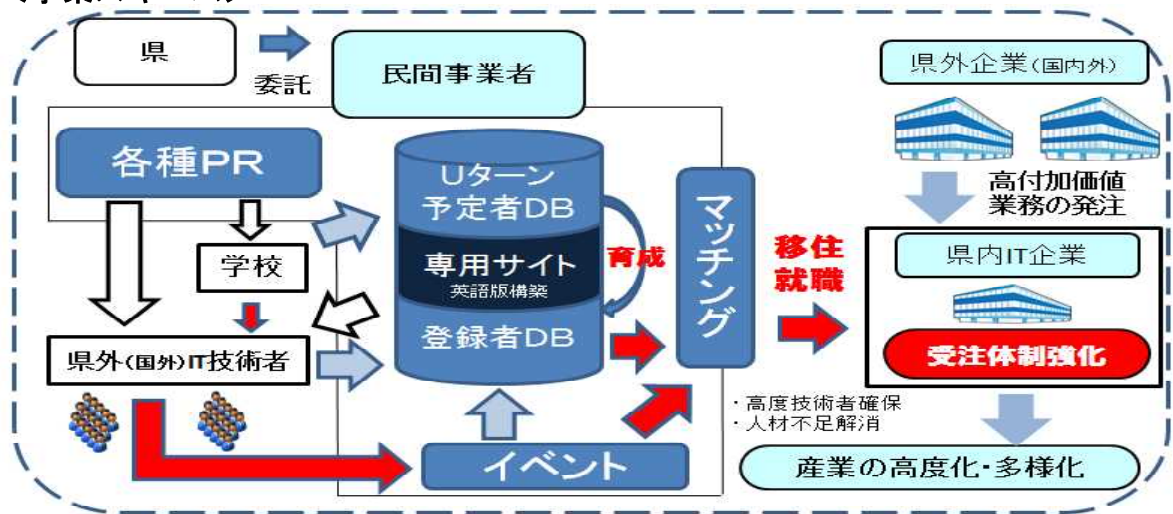 県
委託
民間事業者
県外企業(国内外)
各種PR
Uターン
予定者DB
専用サイト
英語版構築
登録者DB
育成
マッチング
移住
就職
高付加価値
業務の発注
学校
県内IT企業
県外(国外)IT技術者
受注体制強化
・高度技術者確保
・人材不足解消
イベント
産業の高度化・多様化